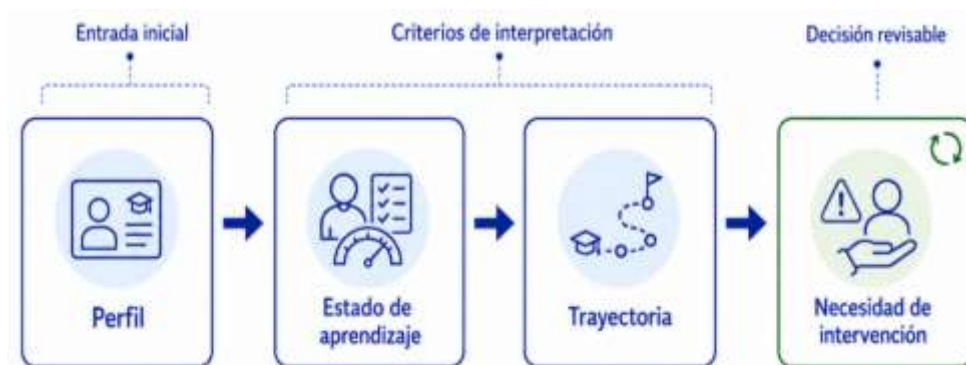 Entrada inicial
Criterios de interpretación
Decisión revisable
Perfil
Estado de
aprendizaje
Trayectoria
Necesidad de
intervención